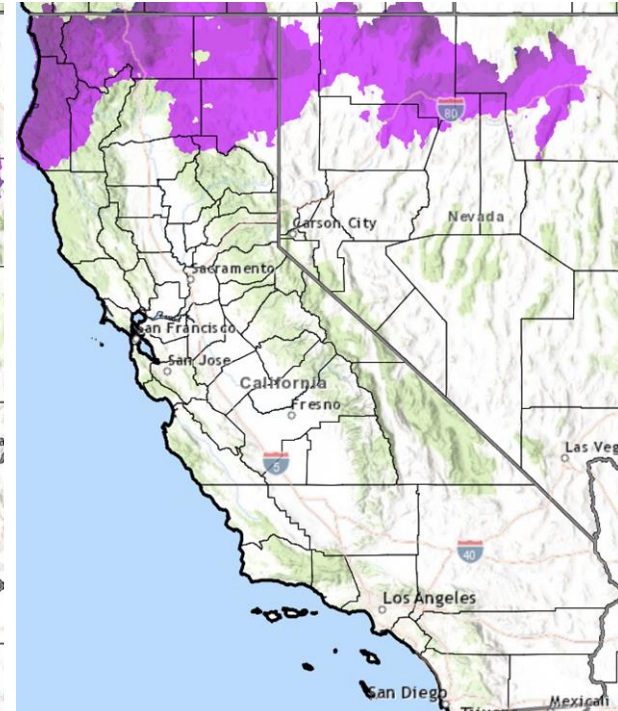 80
Carson City
Nevada
Sacramento
San Francisco
San Jose
California
Fresno
5
Las Veg
40
Los Angeles
San Diego
Mexicali